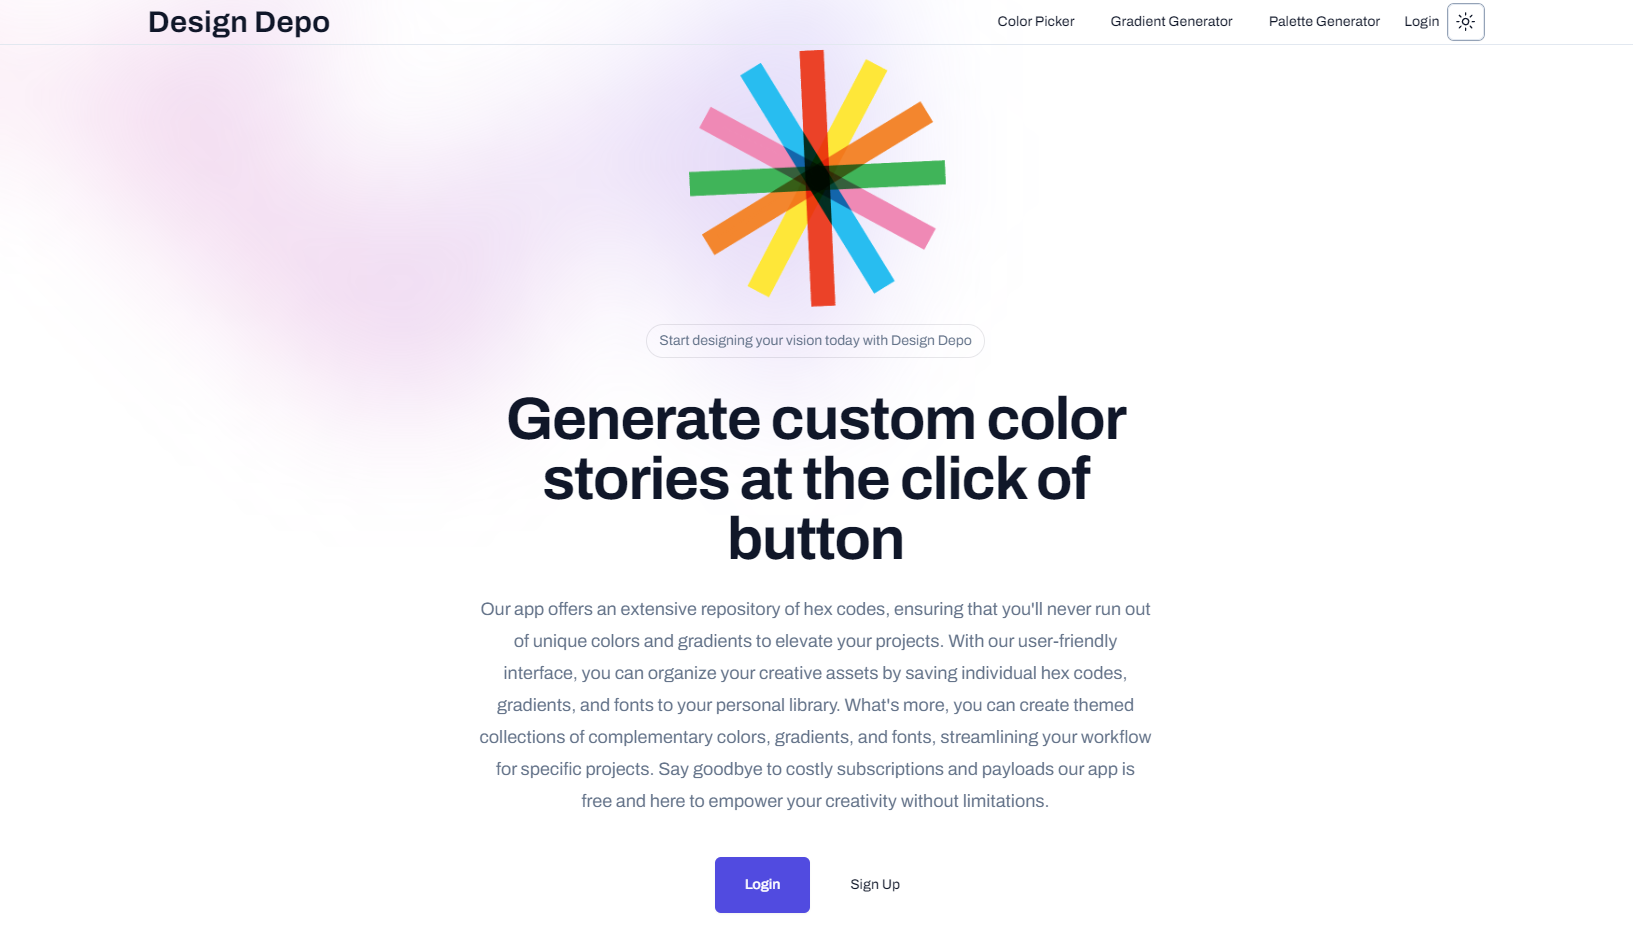 Design Depo
Color Picker
Gradient Generator
Palette Generator
Login
Start designing your vision today with Design Depo
Generate custom color
stories at the click of
button
Our app offers an extensive repository of hex codes, ensuring that you'll never run out
of unique colors and gradients to elevate your projects. With our user-friendly
interface, you can organize your creative assets by saving individual hex codes,
gradients, and fonts to your personal library. What's more, you can create themed
collections of complementary colors, gradients, and fonts, streamlining your workflow
for specific projects. Say goodbye to costly subscriptions and payloads our app is
free and here to empower your creativity without limitations.
Login
Sign Up